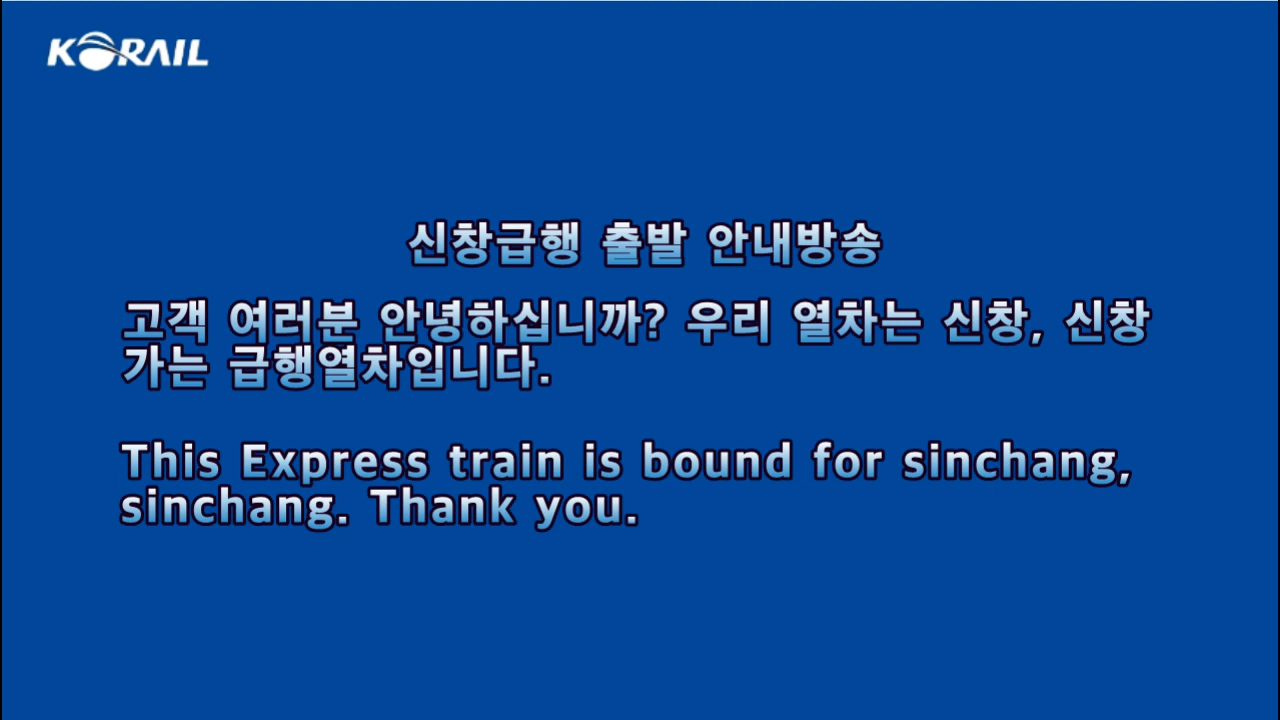 KORAIL
신창급행 출발 안내방송
고객 여러분 안녕하십니까? 우리 열차는 신창, 신창
가는 급행열차입니다.
This Express train is bound for sinchang,
sinchang. Thank you.